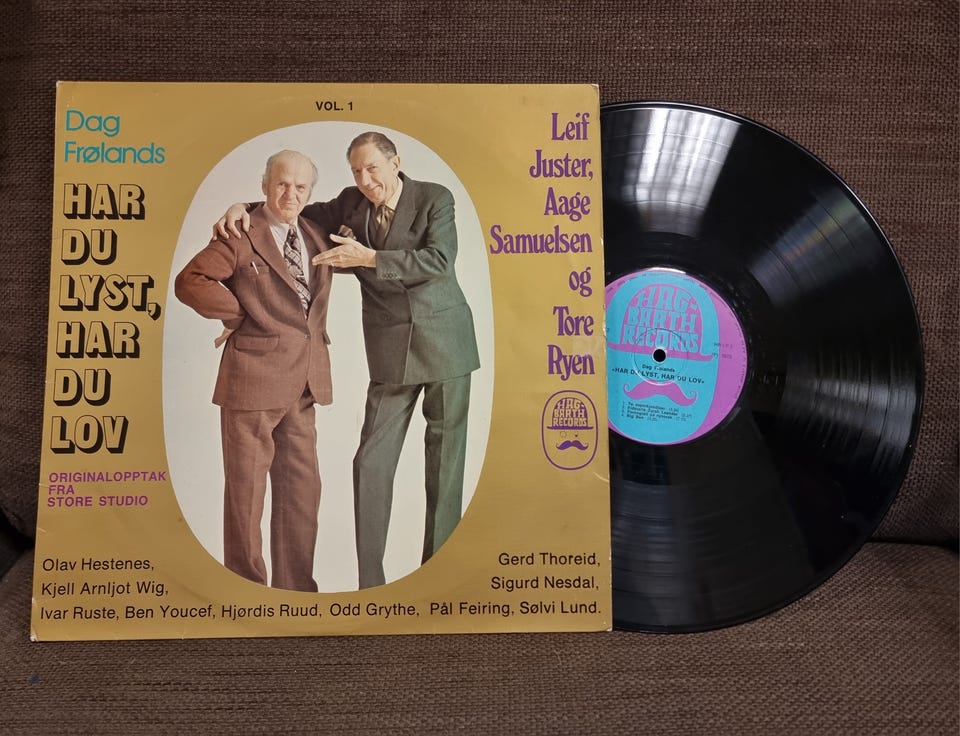 VOL. 1
Dag
Frølands
HAR
DU
LYST,
HAR
DU
LOV
ORIGINALOPPTAK
FRA
STORE STUDIO
Leif
Juster,
Aage
Samuelsen
og
Tore
Ryen
HAG-
BARTH
RECORDS
Olav Hestenes,
Kjell Arnljot Wig,
Gerd Thoreid,
Sigurd Nesdal,
Ivar Ruste, Ben Youcef, Hjørdis Ruud, Odd Grythe, Pål Feiring, Sølvi Lund.
HAG-
BARTH
RECORDS
Dag Frølands
«HAR DU LYST, HAR DU LOV»